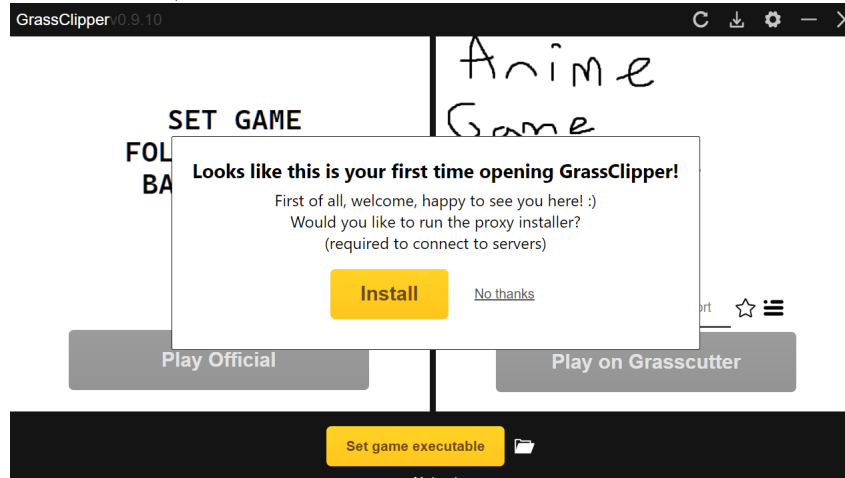 GrassClipperv0.9.10
Anime
Game
SET GAME
FOL
BA
Looks like this is your first time opening GrassClipper!
First of all, welcome, happy to see you here! :)
Would you like to run the proxy installer?
(required to connect to servers)
Install
No thanks
Play Official
Play on Grasscutter
Set game executable